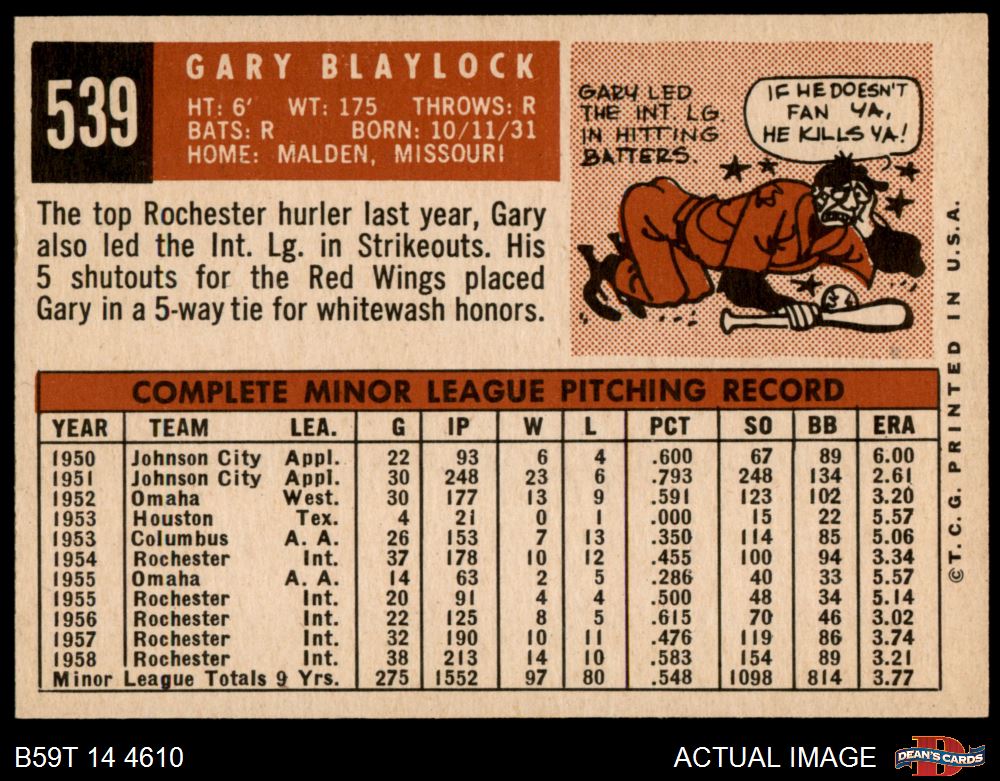 539
GARY BLAYLOCK
HT: 6' WT: 175 THROWS: R
BATS: R BORN: 10/11/31
HOME: MALDEN, MISSOURI
The top Rochester hurler last year, Gary
also led the Int. Lg. in Strikeouts. His
5 shutouts for the Red Wings placed
Gary in a 5-way tie for whitewash honors.
GARY LED
THE INT. LG
IN HITTING
BATTERS.
IF HE DOESN'T
FAN YA,
HE KILLS YA!
COMPLETE MINOR LEAGUE PITCHING RECORD
YEAR TEAM LEA. G IP W L PCT SO BB ERA
1950 Johnson City Appl. 22 93 6 4 .600 67 89 6.00
1951 Johnson City Appl. 30 248 23 6 .793 248 134 2.61
1952 Omaha West. 30 177 13 9 .591 123 102 3.20
1953 Houston Tex. 4 21 0 1 .000 15 22 5.57
1953 Columbus A. A. 26 153 7 13 .350 114 85 5.06
1954 Rochester Int. 37 178 10 12 .455 100 94 3.34
1955 Omaha A. A. 14 63 2 5 .286 40 33 5.57
1955 Rochester Int. 20 91 4 4 .500 48 34 5.14
1956 Rochester Int. 22 125 8 5 .615 70 46 3.02
1957 Rochester Int. 32 190 10 11 .476 119 86 3.74
1958 Rochester Int. 38 213 14 10 .583 154 89 3.21
Minor League Totals 9 Yrs. 275 1552 97 80 .548 1098 814 3.77
©T.C.G. PRINTED IN U.S.A.
B59T 14 4610
ACTUAL IMAGE
DEAN'S CARDS